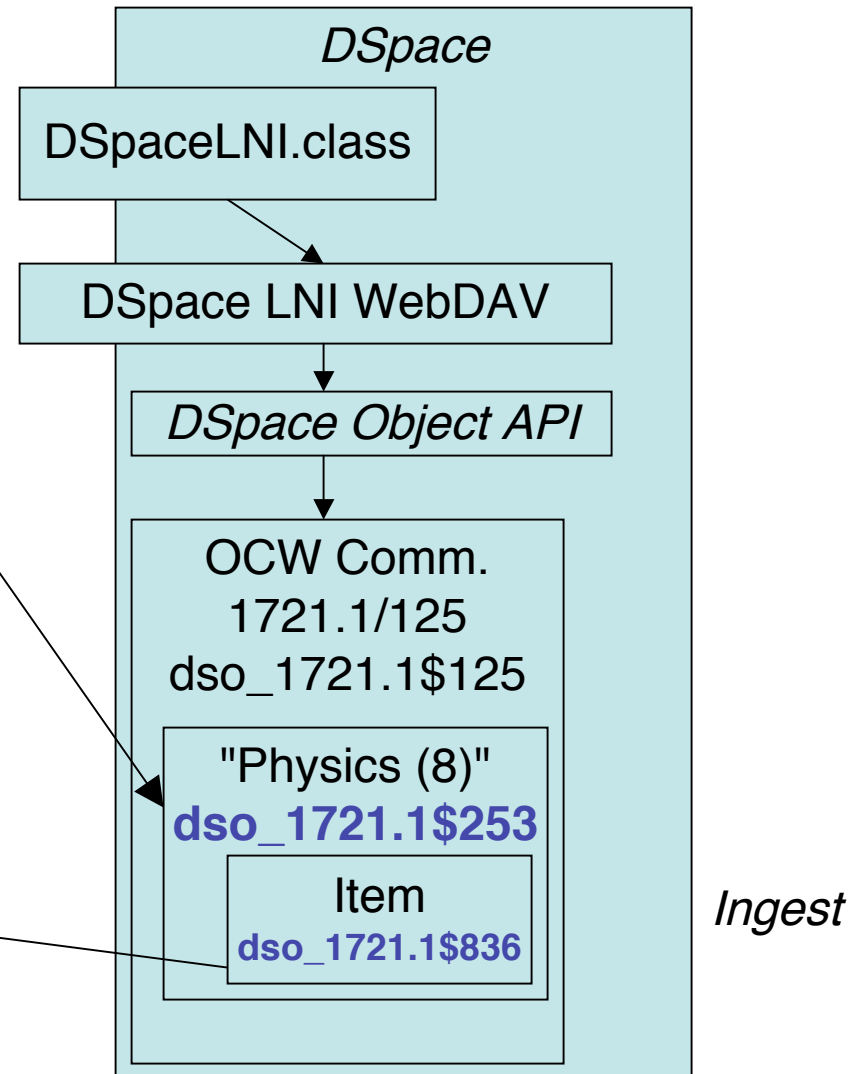 DSpace
DSpaceLNI.class
DSpace LNI WebDAV
DSpace Object API
OCW Comm.
1721.1/125
dso_1721.1$125
"Physics (8)"
dso_1721.1$253
Item
dso_1721.1$836
Ingest